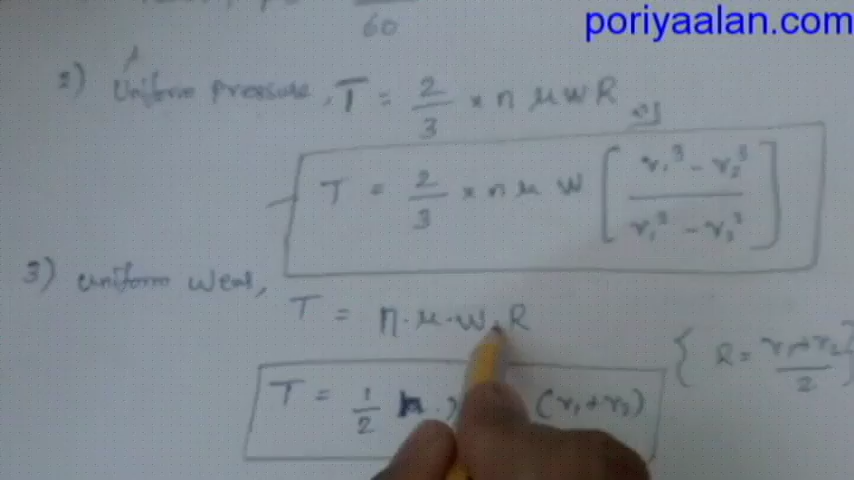 poriyaalan.com
60
2) Uniform Pressure, T = 2/3 × n μ W R
T = 2/3 × n μ W [ r₁³ - r₂³ / r₁² - r₂² ]
3) uniform wear,
T = n . μ . W . R
{ R = r₁+r₂ / 2 }
T = 1/2 n . (r₁+r₂)